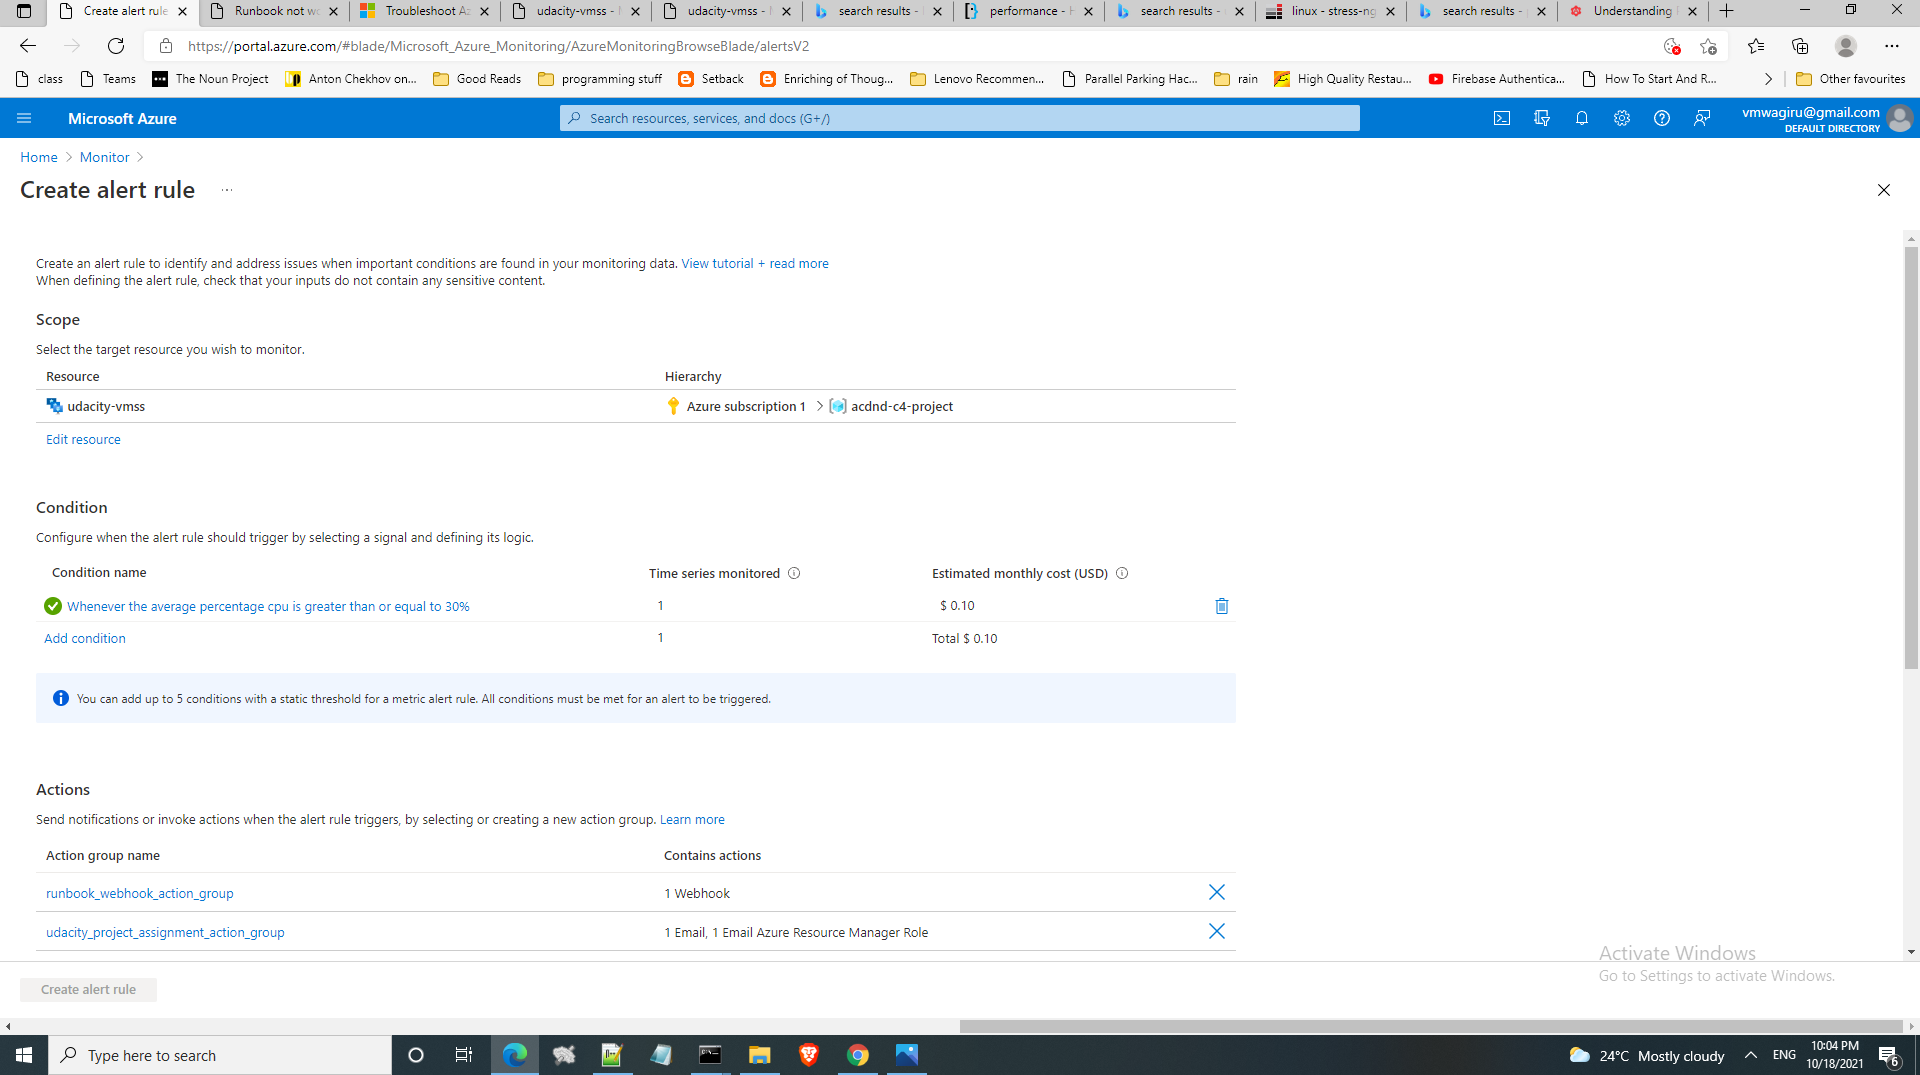 Create alert rule
Runbook not wo
Troubleshoot Az
udacity-vmss - M
udacity-vmss - M
search results -
performance - H
search results -
linux - stress-ng
search results -
Understanding
https://portal.azure.com/#blade/Microsoft_Azure_Monitoring/AzureMonitoringBrowseBlade/alertsV2
class
Teams
The Noun Project
Anton Chekhov on...
Good Reads
programming stuff
Setback
Enriching of Thoug...
Lenovo Recommen...
Parallel Parking Hac...
rain
High Quality Restau...
Firebase Authentica...
How To Start And R...
Other favourites
Microsoft Azure
Search resources, services, and docs (G+/)
vmwagiru@gmail.com
DEFAULT DIRECTORY
Home > Monitor >
Create alert rule ...
Create an alert rule to identify and address issues when important conditions are found in your monitoring data. View tutorial + read more
When defining the alert rule, check that your inputs do not contain any sensitive content.
Scope
Select the target resource you wish to monitor.
Resource Hierarchy
udacity-vmss Azure subscription 1 > acdnd-c4-project
Edit resource
Condition
Configure when the alert rule should trigger by selecting a signal and defining its logic.
Condition name Time series monitored Estimated monthly cost (USD)
Whenever the average percentage cpu is greater than or equal to 30% 1 $ 0.10
Add condition 1 Total $ 0.10
You can add up to 5 conditions with a static threshold for a metric alert rule. All conditions must be met for an alert to be triggered.
Actions
Send notifications or invoke actions when the alert rule triggers, by selecting or creating a new action group. Learn more
Action group name Contains actions
runbook_webhook_action_group 1 Webhook
udacity_project_assignment_action_group 1 Email, 1 Email Azure Resource Manager Role
Activate Windows
Go to Settings to activate Windows.
Create alert rule
Type here to search
24°C Mostly cloudy
ENG
10:04 PM
10/18/2021
6